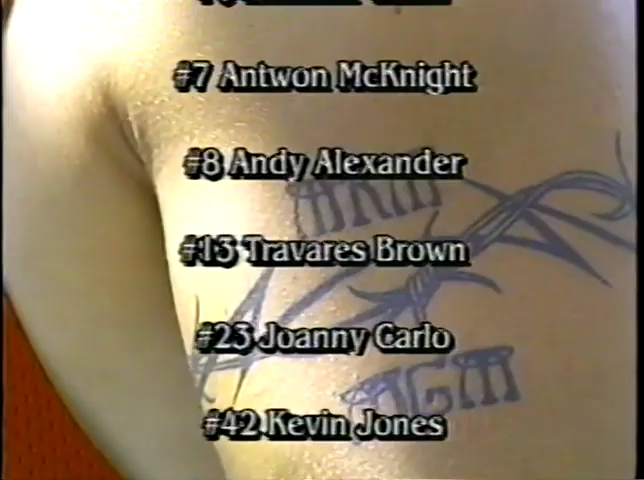 #7 Antwon McKnight
#8 Andy Alexander
#13 Travares Brown
#23 Joanny Carlo
#42 Kevin Jones